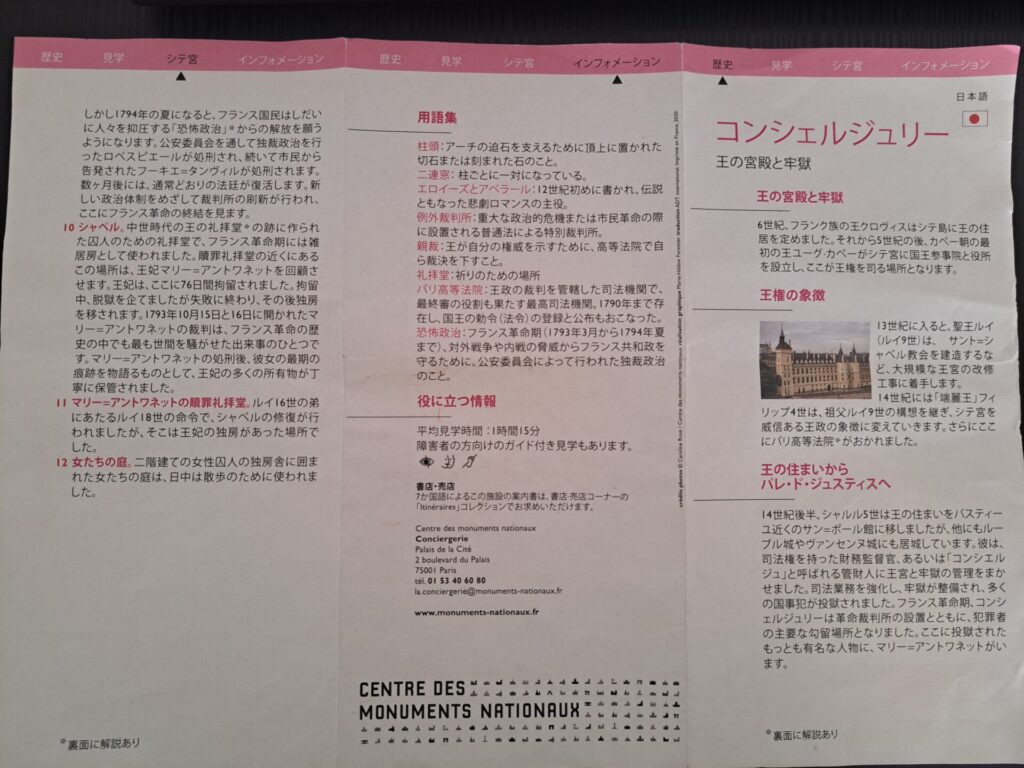 歴史 見学 シテ宮 インフォメーション
しかし1794年の夏になると、フランス国民はしだい
に人々を抑圧する「恐怖政治」*からの解放を願う
ようになります。公安委員会を通して独裁政治を行
ったロベスピエールが処刑され、続いて市民から
告発されたフーキエ=タンヴィルが処刑されます。
数ヶ月後には、通常どおりの法廷が復活します。新
しい政治体制をめざして裁判所の刷新が行われ、
ここにフランス革命の終結を見ます。
10 シャペル。中世時代の王の礼拝堂*の跡に作られ
た囚人のための礼拝堂で、フランス革命期には雑
居房として使われました。贖罪礼拝堂の近くにある
この場所は、王妃マリー=アントワネットを回顧さ
せます。王妃は、ここに76日間拘留されました。拘留
中、脱獄を企てましたが失敗に終わり、その後独房
を移されます。1793年10月15日と16日に開かれたマ
リー=アントワネットの裁判は、フランス革命の歴
史の中でも最も世間を騒がせた出来事のひとつで
す。マリー=アントワネットの処刑後、彼女の最期の
痕跡を物語るものとして、王妃の多くの所有物が丁
寧に保管されました。
11 マリー=アントワネットの贖罪礼拝堂。ルイ16世の弟
にあたるルイ18世の命令で、シャペルの修復が行
われましたが、そこは王妃の独房があった場所で
した。
12 女たちの庭。二階建ての女性囚人の独房舎に囲ま
れた女たちの庭は、日中は散歩のために使われま
した。
*裏面に解説あり
歴史 見学 シテ宮 インフォメーション
用語集
柱頭：アーチの迫石を支えるために頂上に置かれた
切石または刻まれた石のこと。
二連窓：柱ごとに一対になっている。
エロイーズとアベラール：12世紀初めに書かれ、伝説
ともなった悲劇ロマンスの主役。
例外裁判所：重大な政治的危機または市民革命の際
に設置される普通法による特別裁判所。
親裁：王が自分の権威を示すために、高等法院で自
ら裁決を下すこと。
礼拝堂：祈りのための場所
パリ高等法院：王政の裁判を管轄した司法機関で、
最終審の役割も果たす最高司法機関。1790年まで存
在し、国王の勅令（法令）の登録と公布もおこなった。
恐怖政治：フランス革命期（1793年3月から1794年夏
まで）、対外戦争や内戦の脅威からフランス共和政を
守るために、公安委員会によって行われた独裁政治
のこと。
役に立つ情報
平均見学時間：1時間15分
障害者の方向けのガイド付き見学もあります。
書店・売店
7か国語によるこの施設の案内書は、書店・売店コーナーの
「Itinéraires」コレクションでお求めいただけます。
Centre des monuments nationaux
Conciergerie
Palais de la Cité
2 boulevard du Palais
75001 Paris
tél. 01 53 40 60 80
la.conciergerie@monuments-nationaux.fr
www.monuments-nationaux.fr
CENTRE DES
MONUMENTS NATIONAUX
crédits photos © Caroline Rose / Centre des monuments nationaux. réalisation graphique Marie-Hélène Forestier. traduction ADT international. Imprimé en France, 2020
歴史 見学 シテ宮 インフォメーション
日本語
コンシェルジュリー
王の宮殿と牢獄
王の宮殿と牢獄
6世紀、フランク族の王クロヴィスはシテ島に王の住
居を定めました。それから5世紀の後、カペー朝の最
初の王ユーグ・カペーがシテ宮に国王参事院と役所
を設立し、ここが王権を司る場所となります。
王権の象徴
13世紀に入ると、聖王ルイ
（ルイ9世）は、サント=シ
ャペル教会を建造するな
ど、大規模な王宮の改修
工事に着手します。
14世紀には「端麗王」フィ
リップ4世は、祖父ルイ9世の構想を継ぎ、シテ宮を
威信ある王政の象徴に変えていきます。さらにここ
にパリ高等法院*がおかれました。
王の住まいから
パレ・ド・ジュスティスへ
14世紀後半、シャルル5世は王の住まいをバスティー
ユ近くのサン=ポール館に移しましたが、他にもルー
ブル城やヴァンセンヌ城にも居城しています。彼は、
司法権を持った財務監督官、あるいは「コンシエル
ジュ」と呼ばれる管財人に王宮と牢獄の管理をまか
せました。司法業務を強化し、牢獄が整備され、多く
の国事犯が投獄されました。フランス革命期、コンシ
ェルジュリーは革命裁判所の設置とともに、犯罪者
の主要な勾留場所となりました。ここに投獄された
もっとも有名な人物に、マリー=アントワネットがい
ます。
*裏面に解説あり